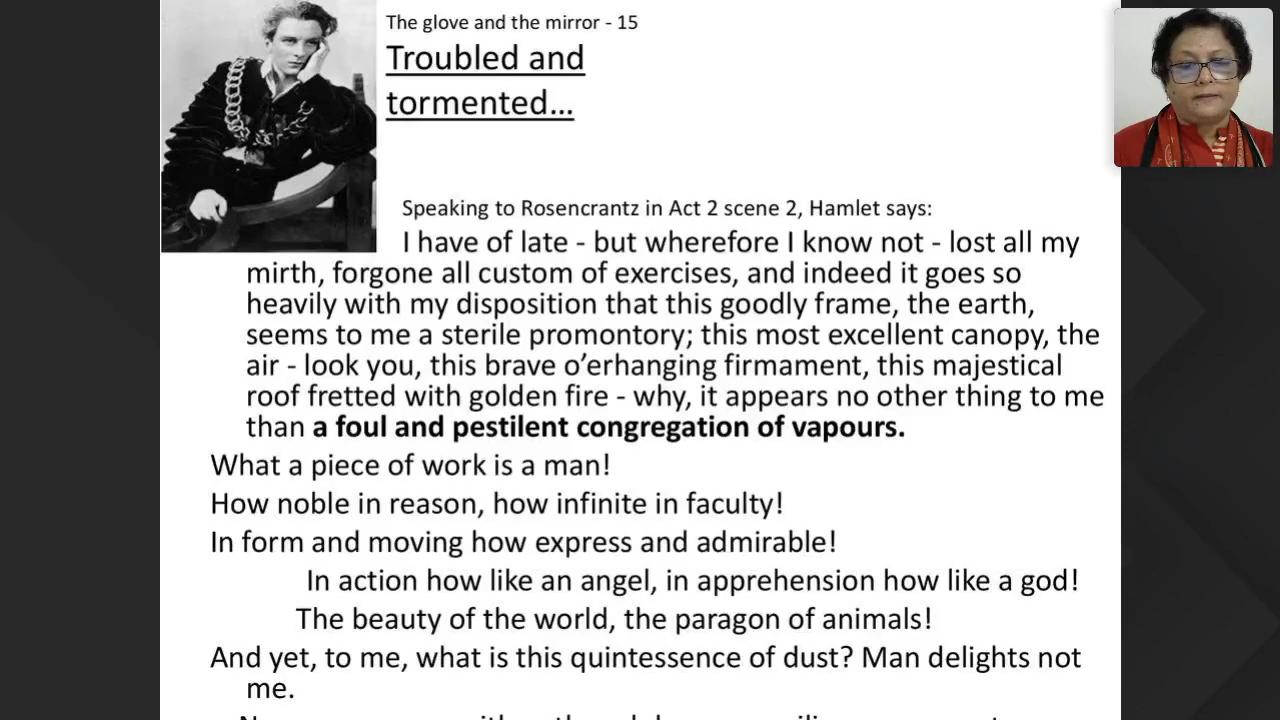 The glove and the mirror - 15
Troubled and
tormented…
Speaking to Rosencrantz in Act 2 scene 2, Hamlet says:
I have of late - but wherefore I know not - lost all my
mirth, forgone all custom of exercises, and indeed it goes so
heavily with my disposition that this goodly frame, the earth,
seems to me a sterile promontory; this most excellent canopy, the
air - look you, this brave o’erhanging firmament, this majestical
roof fretted with golden fire - why, it appears no other thing to me
than a foul and pestilent congregation of vapours.
What a piece of work is a man!
How noble in reason, how infinite in faculty!
In form and moving how express and admirable!
In action how like an angel, in apprehension how like a god!
The beauty of the world, the paragon of animals!
And yet, to me, what is this quintessence of dust? Man delights not
me.